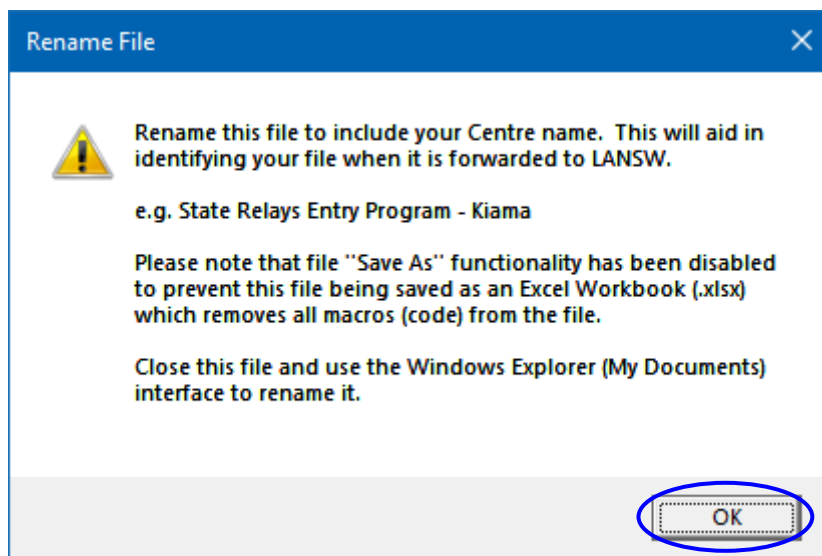 Rename File
Rename this file to include your Centre name.  This will aid in
identifying your file when it is forwarded to LANSW.
e.g. State Relays Entry Program - Kiama
Please note that file "Save As" functionality has been disabled
to prevent this file being saved as an Excel Workbook (.xlsx)
which removes all macros (code) from the file.
Close this file and use the Windows Explorer (My Documents)
interface to rename it.
OK